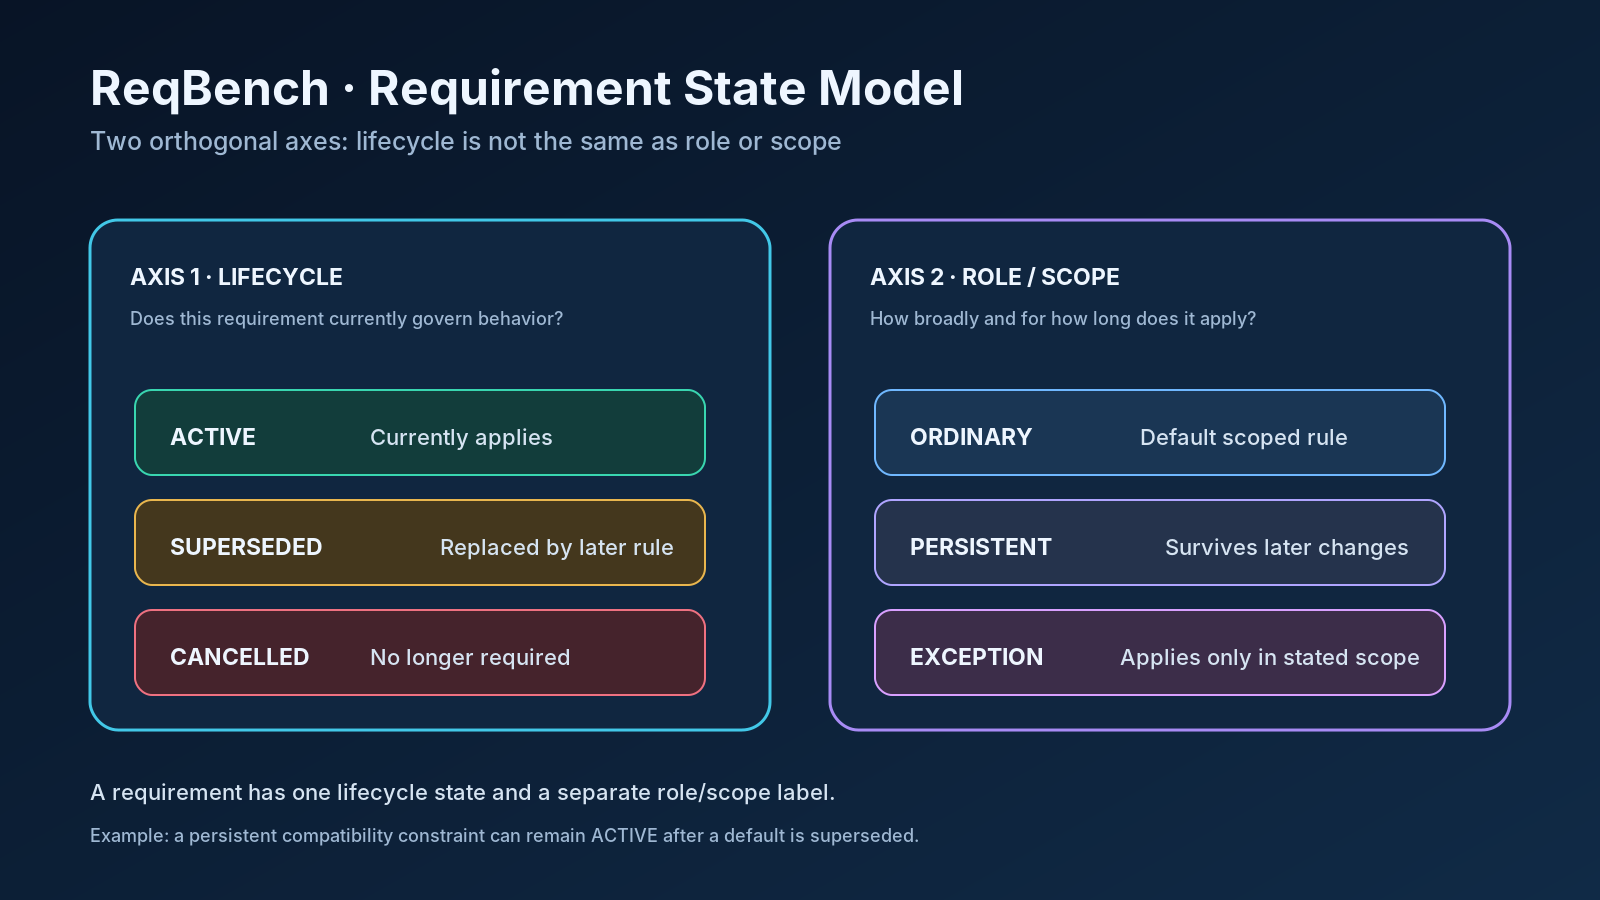 ReqBench · Requirement State Model
Two orthogonal axes: lifecycle is not the same as role or scope
AXIS 1 · LIFECYCLE
Does this requirement currently govern behavior?
ACTIVE Currently applies
SUPERSEDED Replaced by later rule
CANCELLED No longer required
AXIS 2 · ROLE / SCOPE
How broadly and for how long does it apply?
ORDINARY Default scoped rule
PERSISTENT Survives later changes
EXCEPTION Applies only in stated scope
A requirement has one lifecycle state and a separate role/scope label.
Example: a persistent compatibility constraint can remain ACTIVE after a default is superseded.